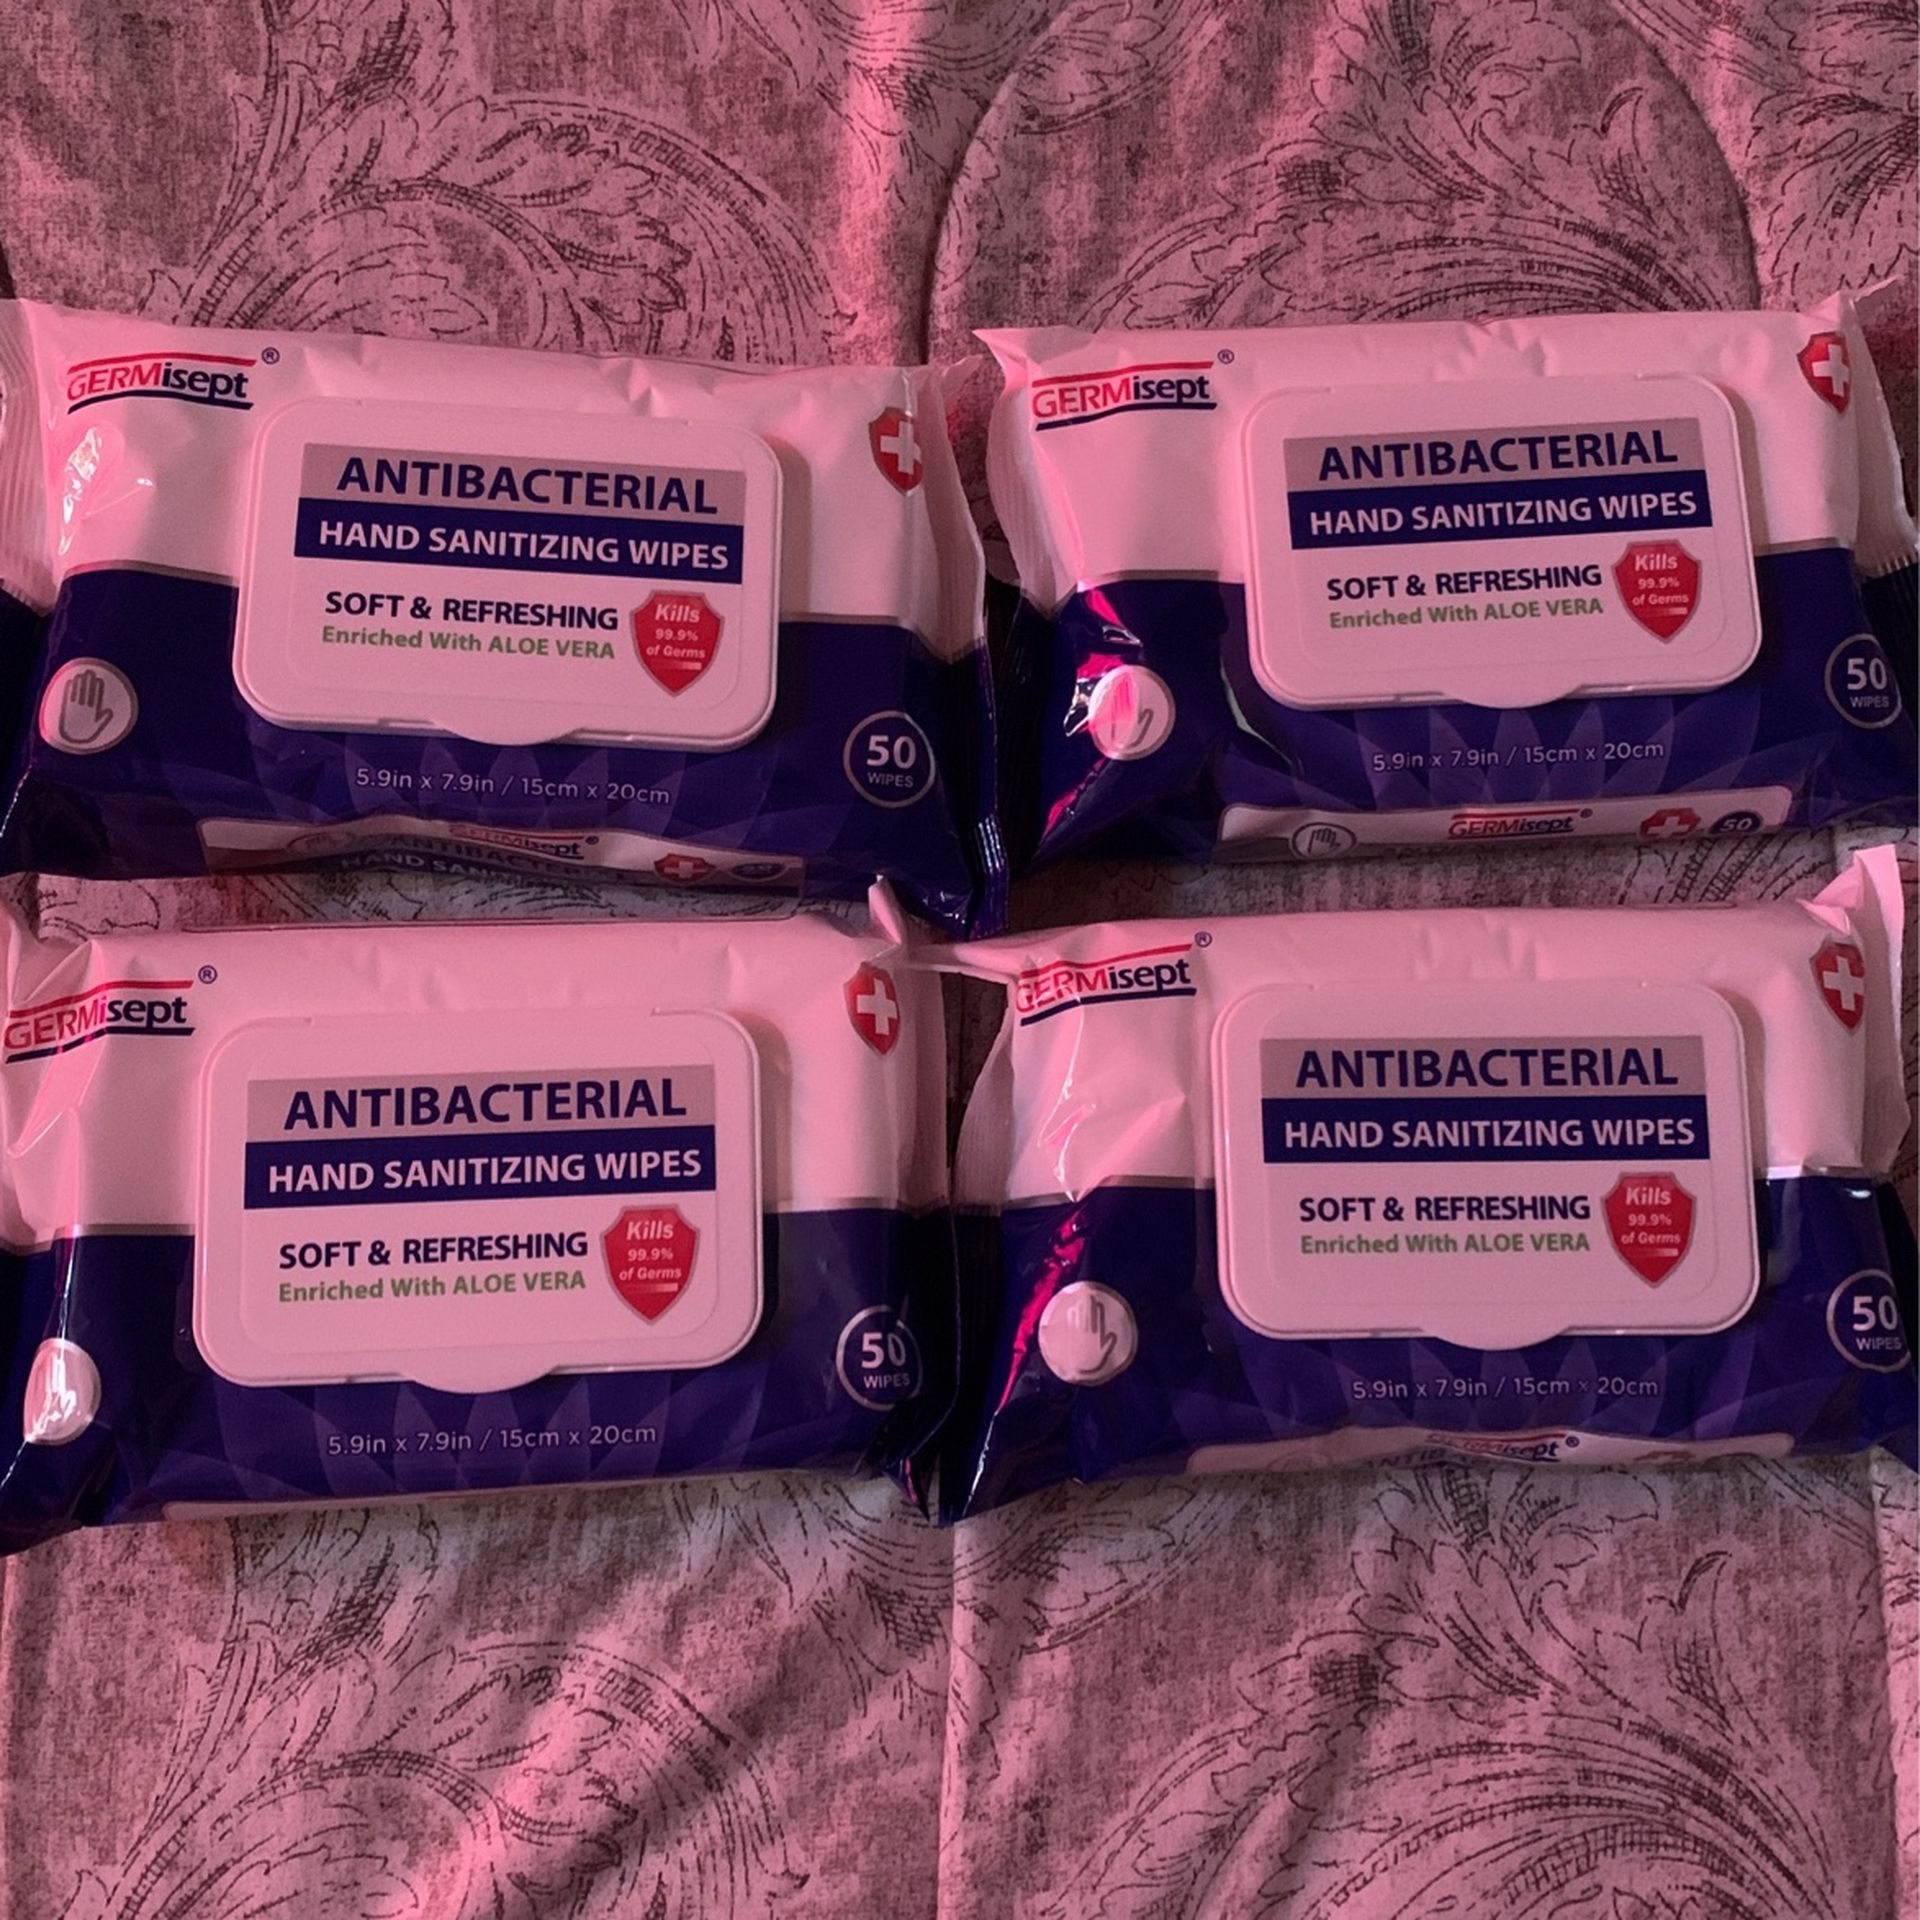 GERMisept®
ANTIBACTERIAL
HAND SANITIZING WIPES
SOFT & REFRESHING
Enriched With ALOE VERA
Kills
99.9%
of Germs
50
WIPES
5.9in x 7.9in / 15cm x 20cm
GERMisept®
ANTIBACTERIAL
GERMisept®
ANTIBACTERIAL
HAND SANITIZING WIPES
SOFT & REFRESHING
Enriched With ALOE VERA
Kills
99.9%
of Germs
50
WIPES
5.9in x 7.9in / 15cm x 20cm
GERMisept®
50
GERMisept®
ANTIBACTERIAL
HAND SANITIZING WIPES
SOFT & REFRESHING
Enriched With ALOE VERA
Kills
99.9%
of Germs
50
WIPES
5.9in x 7.9in / 15cm x 20cm
GERMisept®
ANTIBACTERIAL
HAND SANITIZING WIPES
SOFT & REFRESHING
Enriched With ALOE VERA
Kills
99.9%
of Germs
50
WIPES
5.9in x 7.9in / 15cm x 20cm
GERMisept®